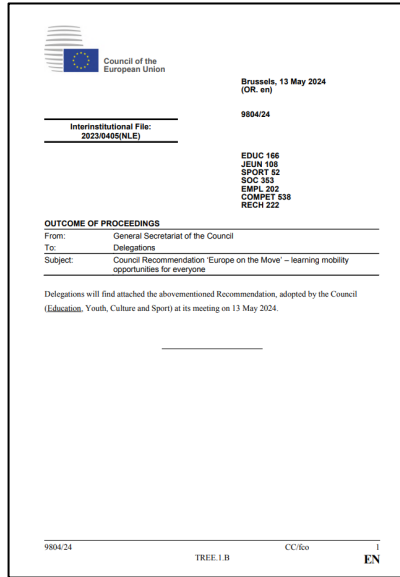 Council of the
European Union
Brussels, 13 May 2024
(OR. en)
9804/24
Interinstitutional File:
2023/0405(NLE)
EDUC 166
JEUN 108
SPORT 52
SOC 353
EMPL 202
COMPET 538
RECH 222
OUTCOME OF PROCEEDINGS
From: General Secretariat of the Council
To: Delegations
Subject: Council Recommendation ‘Europe on the Move’ – learning mobility
opportunities for everyone
Delegations will find attached the abovementioned Recommendation, adopted by the Council
(Education, Youth, Culture and Sport) at its meeting on 13 May 2024.
9804/24 CC/fco 1
TREE.1.B EN